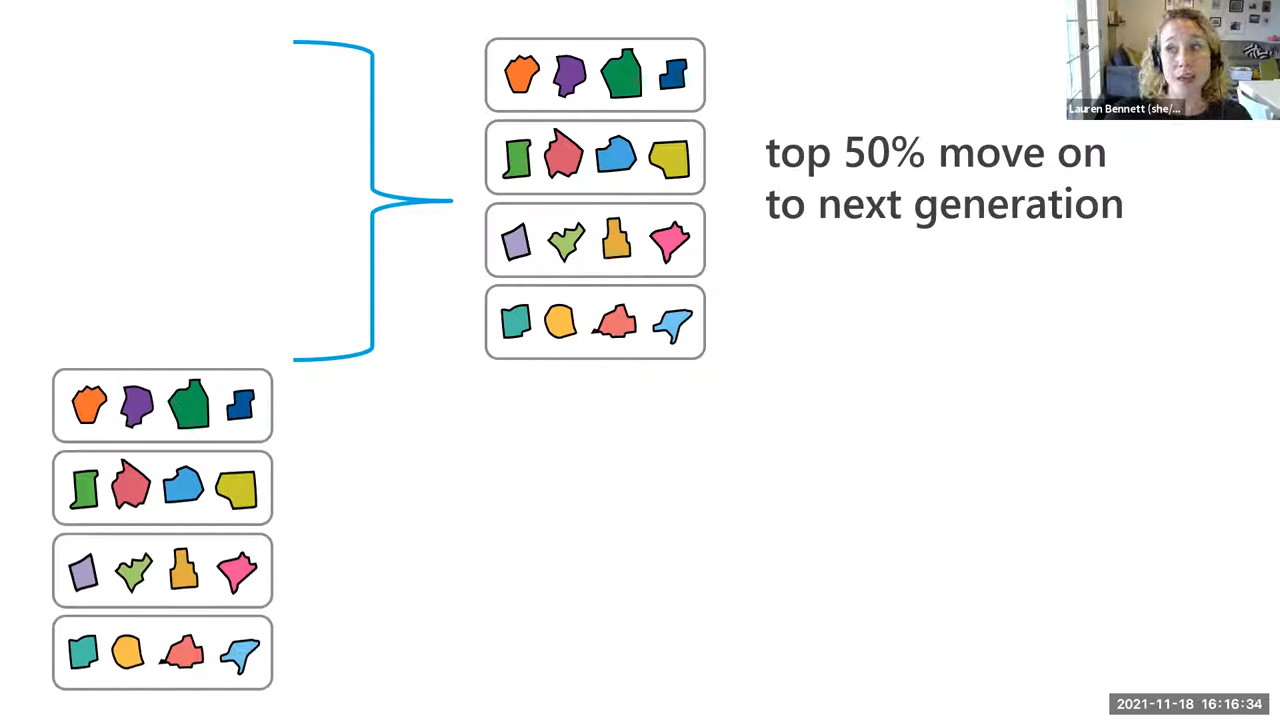 Lauren Bennett (she/...
top 50% move on
to next generation
2021-11-18 16:16:34